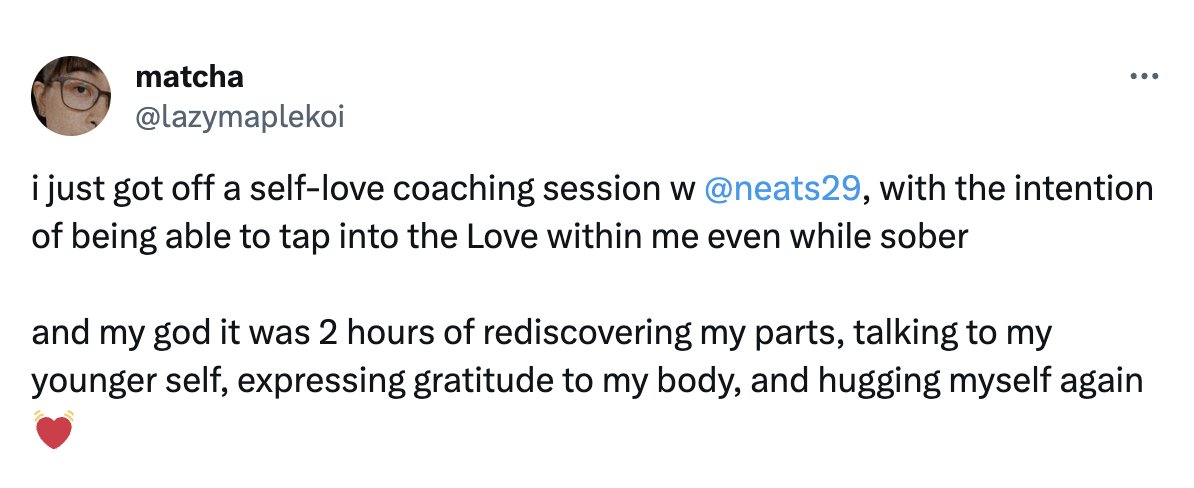 matcha
@lazymaplekoi
i just got off a self-love coaching session w @neats29, with the intention
of being able to tap into the Love within me even while sober
and my god it was 2 hours of rediscovering my parts, talking to my
younger self, expressing gratitude to my body, and hugging myself again
💓